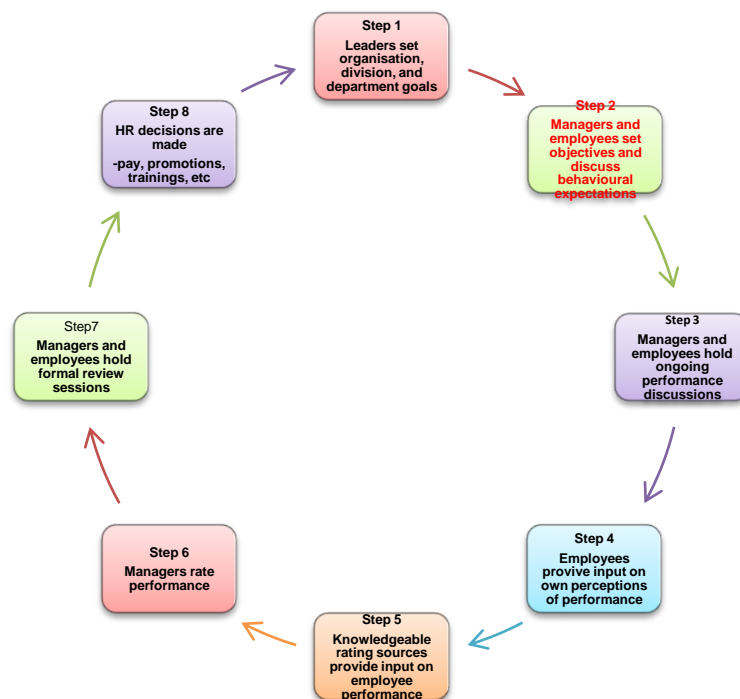 Step 1
Leaders set
organisation,
division, and
department goals
Step 2
Managers and
employees set
objectives and
discuss
behavioural
expectations
Step 3
Managers and
employees hold
ongoing
performance
discussions
Step 4
Employees
provive input on
own perceptions
of performance
Step 5
Knowledgeable
rating sources
provide input on
employee
performance
Step 6
Managers rate
performance
Step7
Managers and
employees hold
formal review
sessions
Step 8
HR decisions are
made
-pay, promotions,
trainings, etc